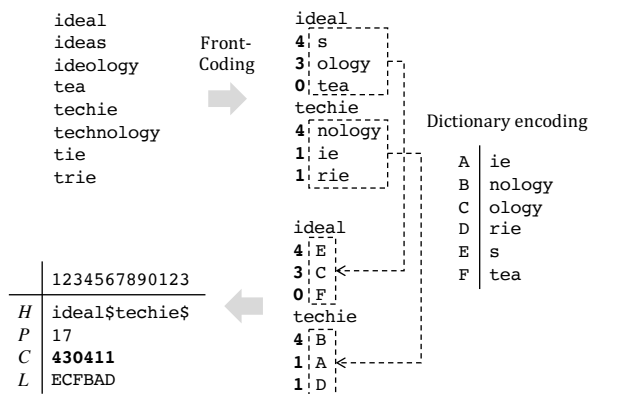 ideal
ideas
ideology
tea
techie
technology
tie
trie
Front-
Coding
ideal
4 s
3 ology
0 tea
techie
4 nology
1 ie
1 rie
Dictionary encoding
A ie
B nology
C ology
D rie
E s
F tea
ideal
4 E
3 C
0 F
techie
4 B
1 A
1 D
1234567890123
H ideal$techie$
P 17
C 430411
L ECFBAD